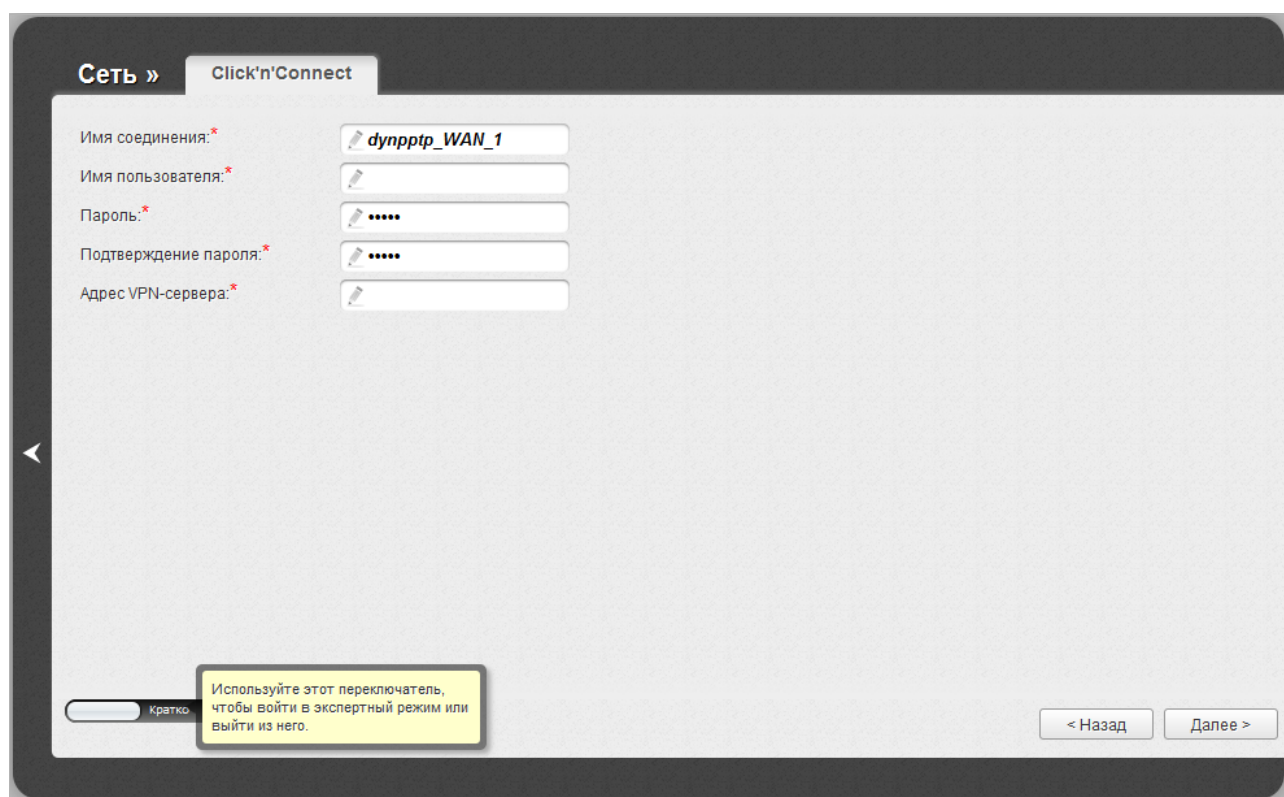 Сеть » Click'n'Connect
Имя соединения:* dynpptp_WAN_1
Имя пользователя:*
Пароль:* •••••
Подтверждение пароля:* •••••
Адрес VPN-сервера:*
Используйте этот переключатель,
чтобы войти в экспертный режим или
выйти из него.
Кратко
< Назад Далее >